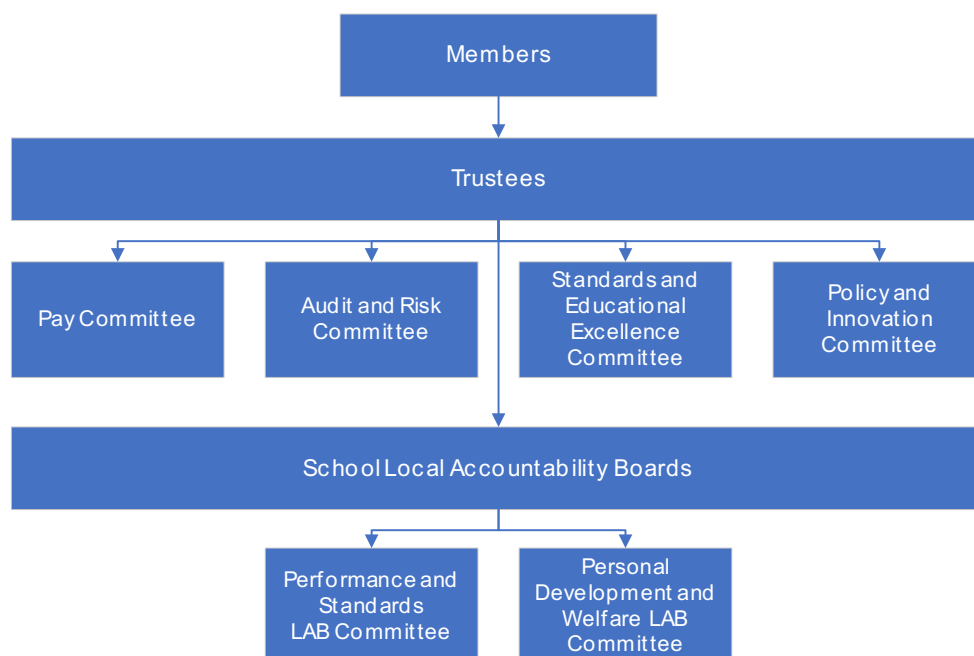 Members
Trustees
Pay Committee
Audit and Risk
Committee
Standards and
Educational
Excellence
Committee
Policy and
Innovation
Committee
School Local Accountability Boards
Performance and
Standards
LAB Committee
Personal
Development and
Welfare LAB
Committee